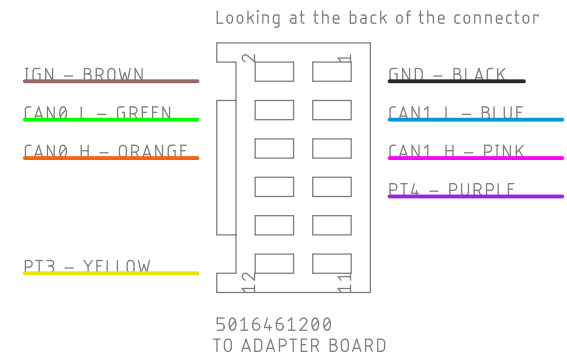 Looking at the back of the connector
2 1
IGN – BROWN GND – BLACK
CAN0 L – GREEN CAN1 L – BLUE
CAN0 H – ORANGE CAN1 H – PINK
PT4 – PURPLE
PT3 – YELLOW
12 11
5016461200
TO ADAPTER BOARD